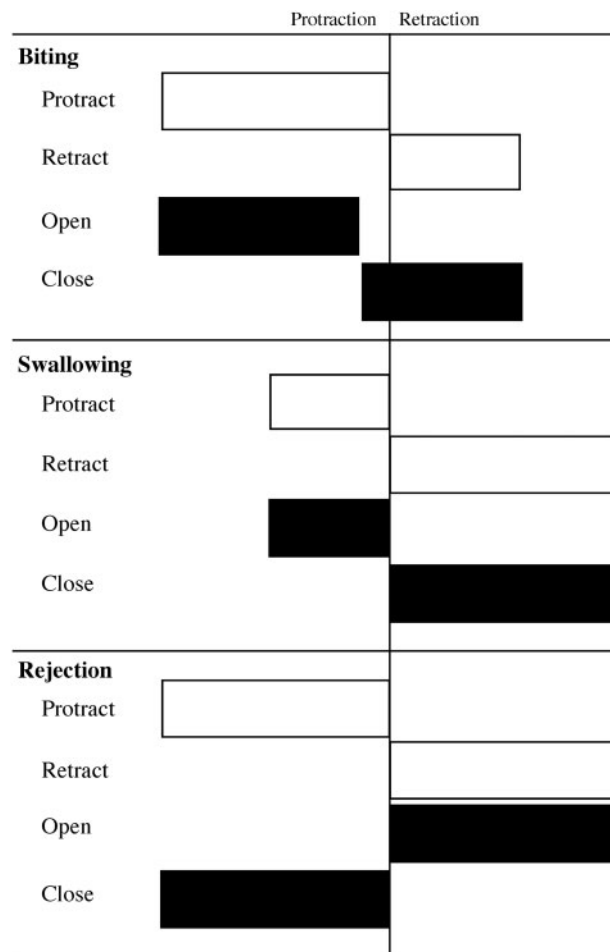 Protraction Retraction
Biting
Protract
Retract
Open
Close
Swallowing
Protract
Retract
Open
Close
Rejection
Protract
Retract
Open
Close